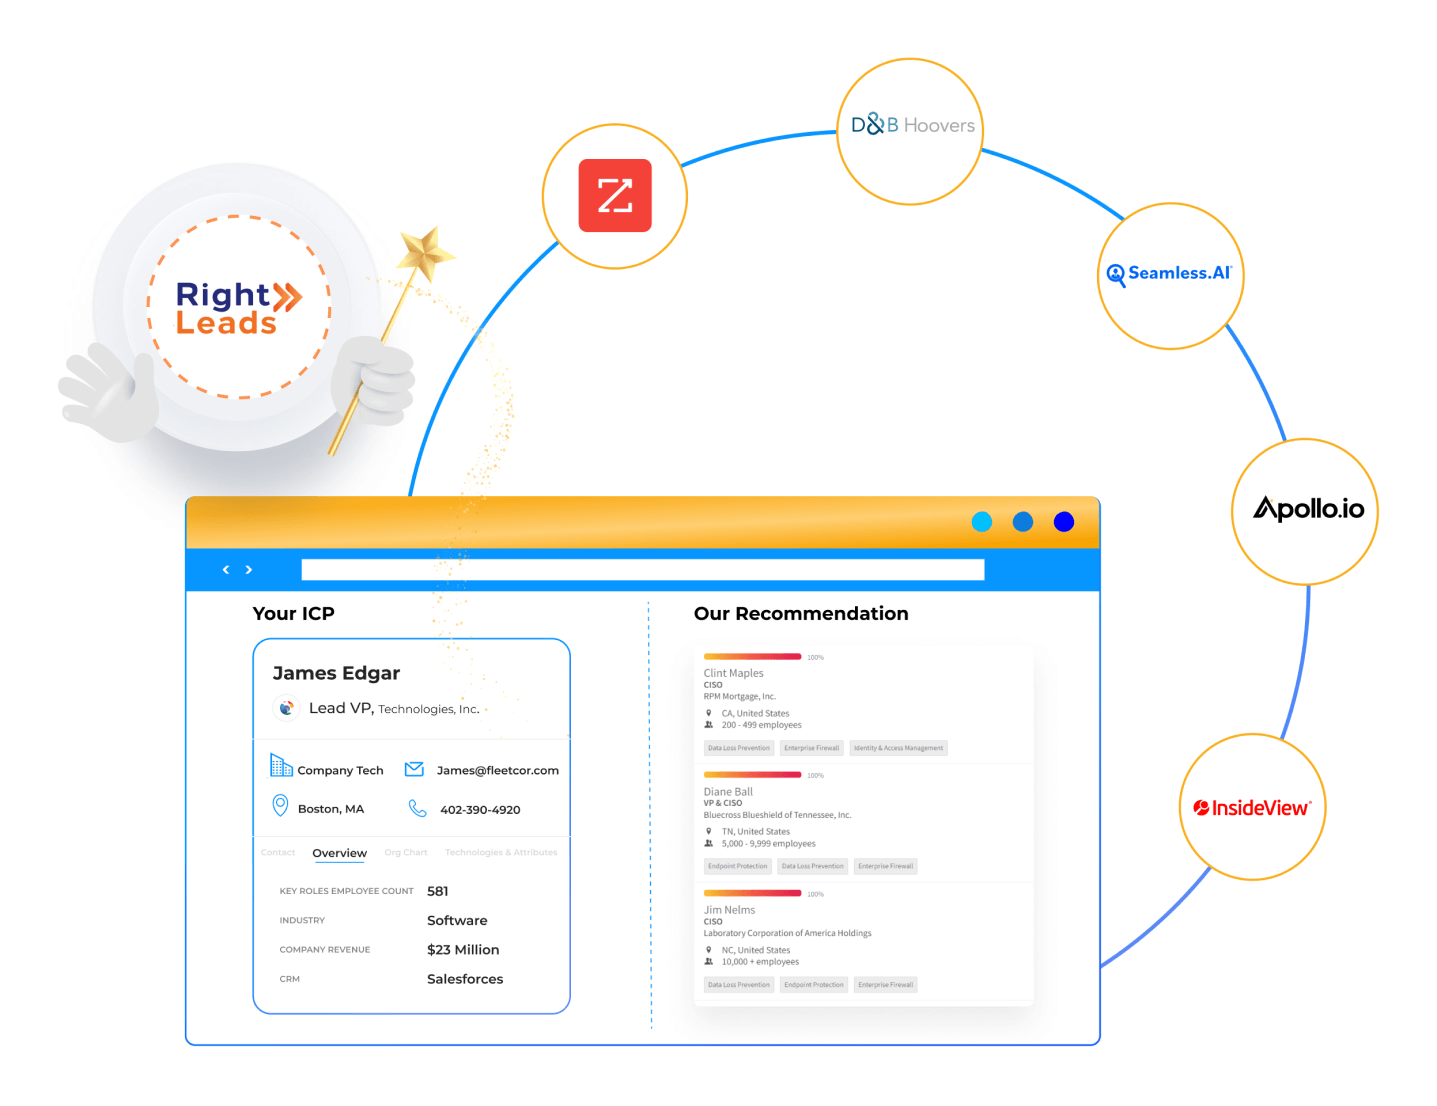 D&B Hoovers
Seamless.AI
Right
Leads
Apollo.io
InsideView
Your ICP
James Edgar
Lead VP, Technologies, Inc.
Company Tech
James@fleetcor.com
Boston, MA
402-390-4920
Contact Overview Org Chart Technologies & Attributes
KEY ROLES EMPLOYEE COUNT 581
INDUSTRY Software
COMPANY REVENUE $23 Million
CRM Salesforces
Our Recommendation
100%
Clint Maples
CISO
RPM Mortgage, Inc.
CA, United States
200 - 499 employees
Data Loss Prevention Enterprise Firewall Identity & Access Management
100%
Diane Ball
VP & CISO
Bluecross Blueshield of Tennessee, Inc.
TN, United States
5,000 - 9,999 employees
Endpoint Protection Data Loss Prevention Enterprise Firewall
100%
Jim Nelms
CISO
Laboratory Corporation of America Holdings
NC, United States
10,000 + employees
Data Loss Prevention Endpoint Protection Enterprise Firewall